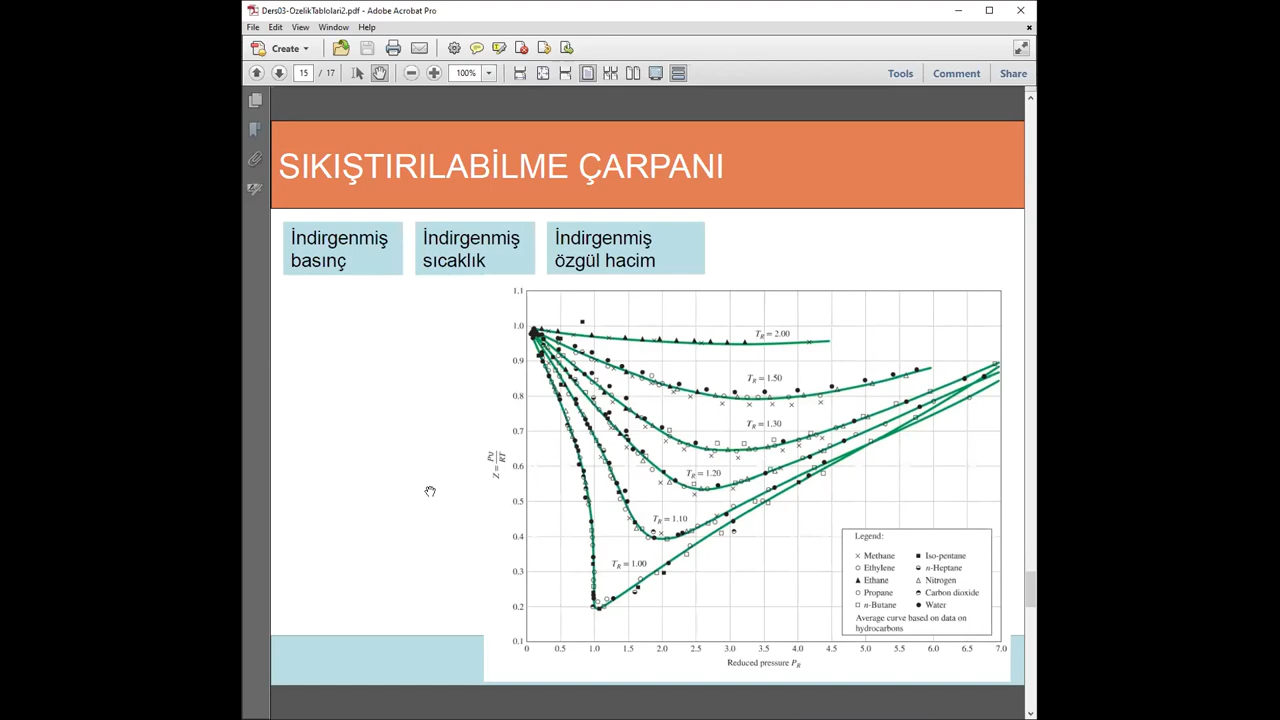 Ders03-OzelikTablolari2.pdf - Adobe Acrobat Pro
File Edit View Window Help
Create
15 / 17
100%
Tools Comment Share
SIKIŞTIRILABİLME ÇARPANI
İndirgenmiş
basınç
İndirgenmiş
sıcaklık
İndirgenmiş
özgül hacim
1.1
1.0
0.9
0.8
0.7
0.6
0.5
0.4
0.3
0.2
0.1
Z = Pv/RT
T_R = 2.00
T_R = 1.50
T_R = 1.30
T_R = 1.20
T_R = 1.10
T_R = 1.00
Legend:
× Methane ■ Iso-pentane
○ Ethylene ◒ n-Heptane
▲ Ethane △ Nitrogen
○ Propane ◓ Carbon dioxide
□ n-Butane ● Water
Average curve based on data on
hydrocarbons
0 0.5 1.0 1.5 2.0 2.5 3.0 3.5 4.0 4.5 5.0 5.5 6.0 6.5 7.0
Reduced pressure P_R